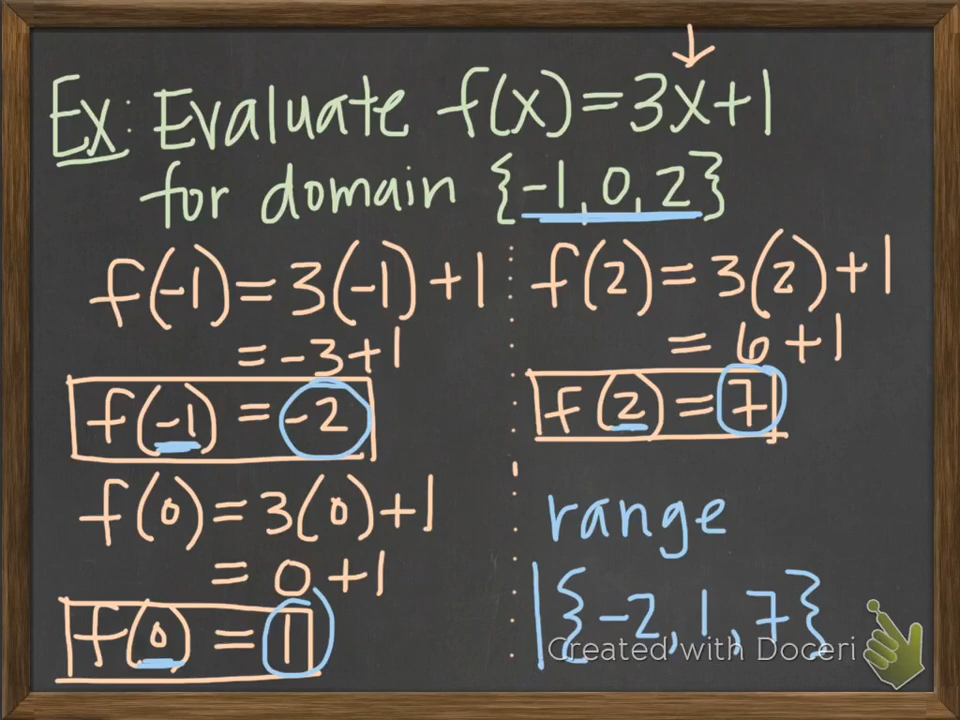 Ex: Evaluate f(x)=3x+1
for domain {-1,0,2}
f(-1)=3(-1)+1
=-3+1
f(-1)=-2
f(0)=3(0)+1
=0+1
f(0)=1
f(2)=3(2)+1
=6+1
f(2)=7
range
{-2,1,7}
Created with Doceri